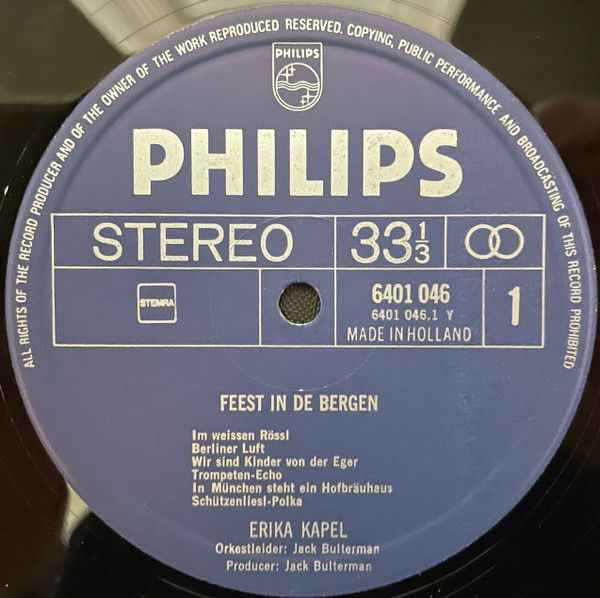 ALL RIGHTS OF THE RECORD PRODUCER AND OF THE OWNER OF THE WORK REPRODUCED RESERVED. COPYING, PUBLIC PERFORMANCE AND BROADCASTING OF THIS RECORD PROHIBITED
PHILIPS
PHILIPS
STEREO 33 1/3
STEMRA 6401 046 1
6401 046.1 Y
MADE IN HOLLAND
FEEST IN DE BERGEN
Im weissen Rössl
Berliner Luft
Wir sind Kinder von der Eger
Trompeten-Echo
In München steht ein Hofbräuhaus
Schützenliesl-Polka
ERIKA KAPEL
Orkestleider: Jack Bulterman
Producer: Jack Bulterman